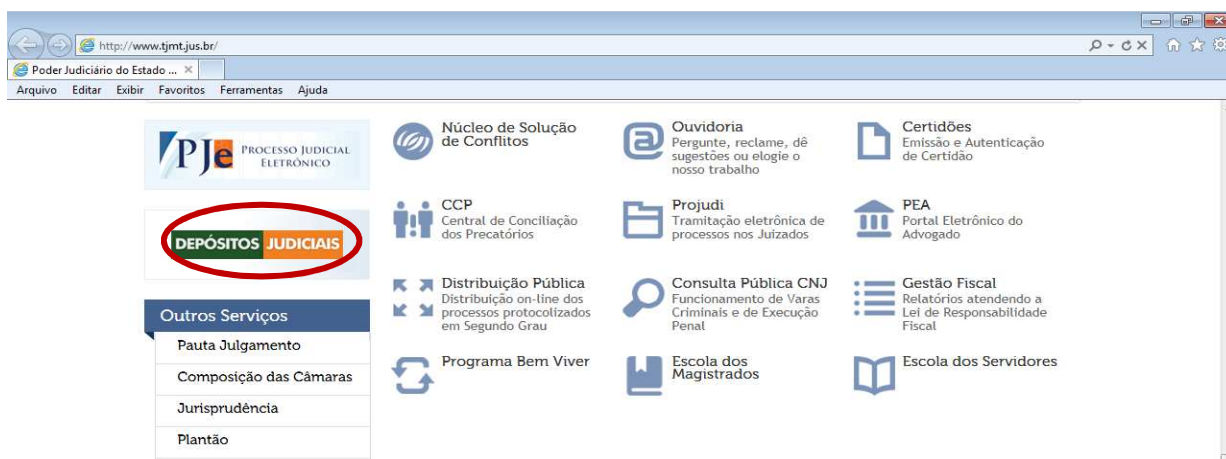 http://www.tjmt.jus.br/
Poder Judiciário do Estado ...
Arquivo Editar Exibir Favoritos Ferramentas Ajuda
PJe PROCESSO JUDICIAL
ELETRÔNICO
DEPÓSITOS JUDICIAIS
Outros Serviços
Pauta Julgamento
Composição das Câmaras
Jurisprudência
Plantão
Núcleo de Solução
de Conflitos
Ouvidoria
Pergunte, reclame, dê
sugestões ou elogie o
nosso trabalho
Certidões
Emissão e Autenticação
de Certidão
CCP
Central de Conciliação
dos Precatórios
Projudi
Tramitação eletrônica de
processos nos Juizados
PEA
Portal Eletrônico do
Advogado
Distribuição Pública
Distribuição on-line dos
processos protocolizados
em Segundo Grau
Consulta Pública CNJ
Funcionamento de Varas
Criminais e de Execução
Penal
Gestão Fiscal
Relatórios atendendo a
Lei de Responsabilidade
Fiscal
Programa Bem Viver
Escola dos
Magistrados
Escola dos Servidores